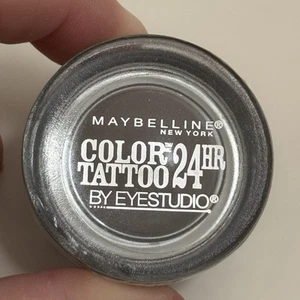 MAYBELLINE
NEW YORK
COLOR 24HR
TATTOO
BY EYESTUDIO®